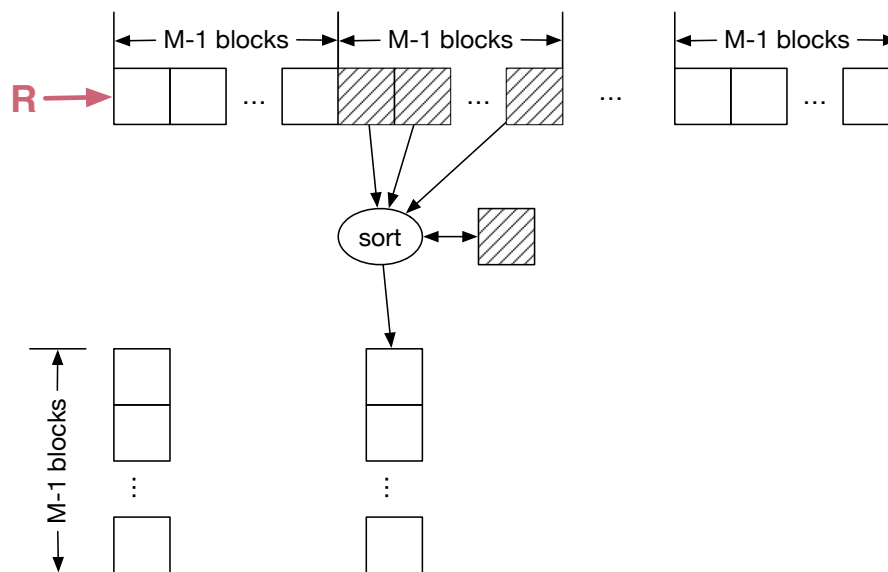 M-1 blocks M-1 blocks M-1 blocks
R ... ... ... ...
sort
M-1 blocks
... ...